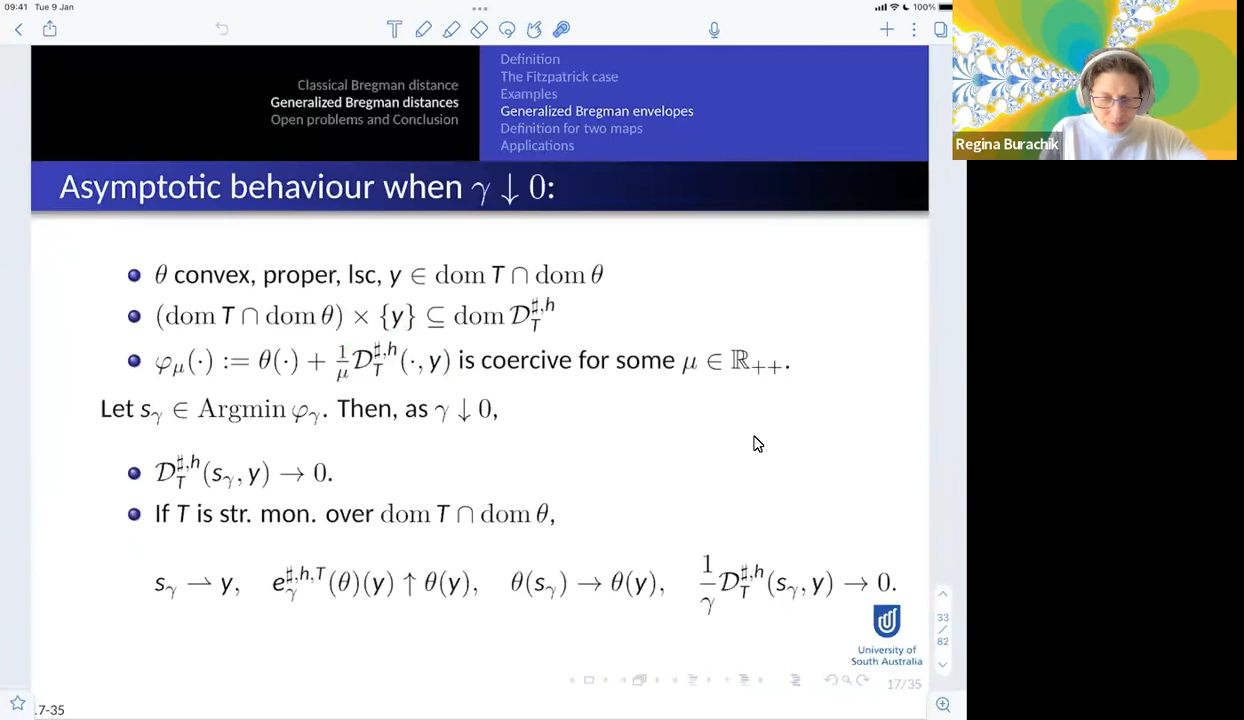 09:41 Tue 9 Jan
100%
Classical Bregman distance
Generalized Bregman distances
Open problems and Conclusion
Definition
The Fitzpatrick case
Examples
Generalized Bregman envelopes
Definition for two maps
Applications
Regina Burachik
Asymptotic behaviour when γ ↓ 0:
θ convex, proper, lsc, y ∈ dom T ∩ dom θ
(dom T ∩ dom θ) × {y} ⊆ dom 𝒟_T^{♯,h}
φ_μ(·) := θ(·) + \frac{1}{μ}𝒟_T^{♯,h}(·, y) is coercive for some μ ∈ ℝ₊₊.
Let s_γ ∈ Argmin φ_γ. Then, as γ ↓ 0,
𝒟_T^{♯,h}(s_γ, y) → 0.
If T is str. mon. over dom T ∩ dom θ,
s_γ ⇀ y, e_γ^{♯,h,T}(θ)(y) ↑ θ(y), θ(s_γ) → θ(y), \frac{1}{γ}𝒟_T^{♯,h}(s_γ, y) → 0.
University of
South Australia
33
/
82
17/35
17-35